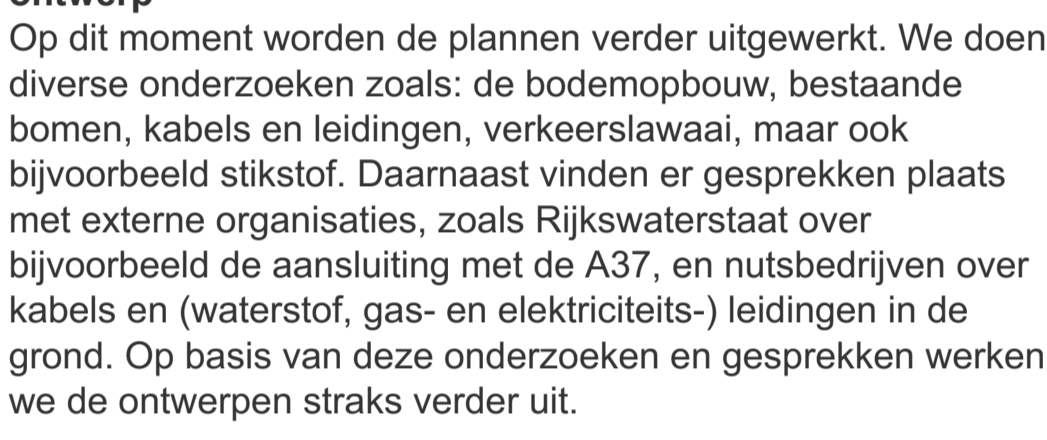 ontwerp
Op dit moment worden de plannen verder uitgewerkt. We doen
diverse onderzoeken zoals: de bodemopbouw, bestaande
bomen, kabels en leidingen, verkeerslawaai, maar ook
bijvoorbeeld stikstof. Daarnaast vinden er gesprekken plaats
met externe organisaties, zoals Rijkswaterstaat over
bijvoorbeeld de aansluiting met de A37, en nutsbedrijven over
kabels en (waterstof, gas- en elektriciteits-) leidingen in de
grond. Op basis van deze onderzoeken en gesprekken werken
we de ontwerpen straks verder uit.